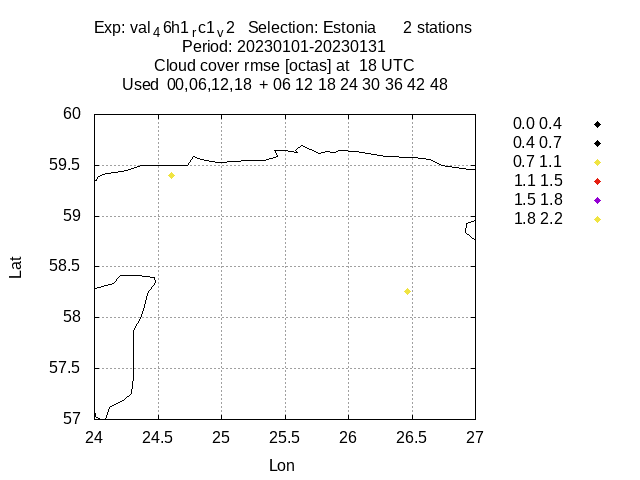 Exp: val4 6h1rc1v2 Selection: Estonia 2 stations
Period: 20230101-20230131
Cloud cover rmse [octas] at 18 UTC
Used 00,06,12,18 + 06 12 18 24 30 36 42 48
60
59.5
59
58.5
58
57.5
57
Lat
24 24.5 25 25.5 26 26.5 27
Lon
0.0 0.4
0.4 0.7
0.7 1.1
1.1 1.5
1.5 1.8
1.8 2.2